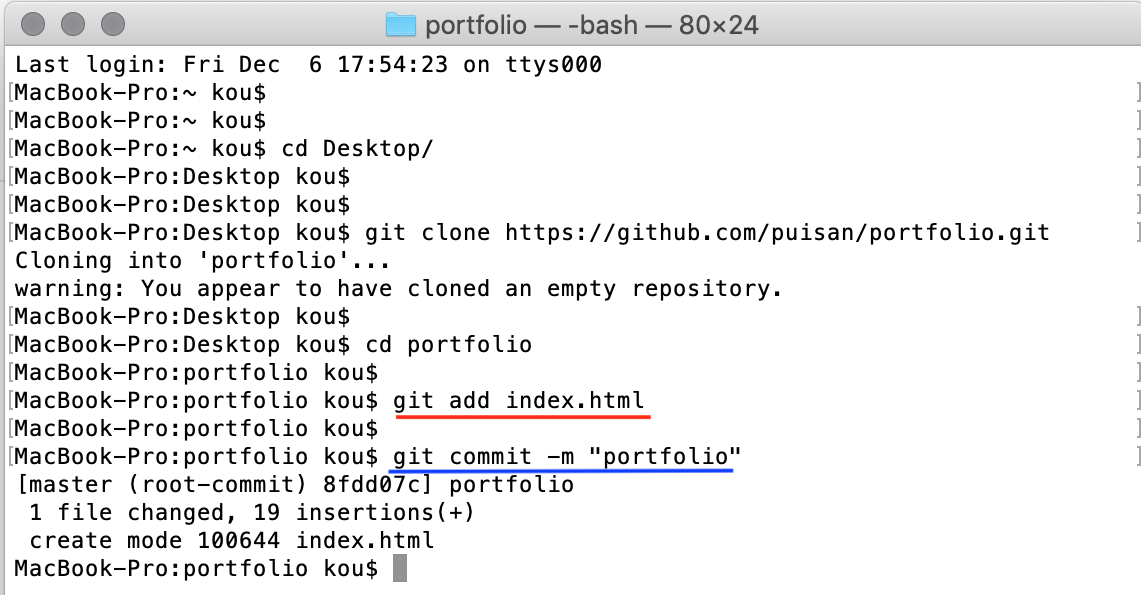 portfolio — -bash — 80×24
Last login: Fri Dec  6 17:54:23 on ttys000
[MacBook-Pro:~ kou$ ]
[MacBook-Pro:~ kou$ ]
[MacBook-Pro:~ kou$ cd Desktop/ ]
[MacBook-Pro:Desktop kou$ ]
[MacBook-Pro:Desktop kou$ ]
[MacBook-Pro:Desktop kou$ git clone https://github.com/puisan/portfolio.git ]
Cloning into 'portfolio'...
warning: You appear to have cloned an empty repository.
[MacBook-Pro:Desktop kou$ ]
[MacBook-Pro:Desktop kou$ cd portfolio ]
[MacBook-Pro:portfolio kou$ ]
[MacBook-Pro:portfolio kou$ git add index.html ]
[MacBook-Pro:portfolio kou$ ]
[MacBook-Pro:portfolio kou$ git commit -m "portfolio" ]
[master (root-commit) 8fdd07c] portfolio
 1 file changed, 19 insertions(+)
 create mode 100644 index.html
MacBook-Pro:portfolio kou$